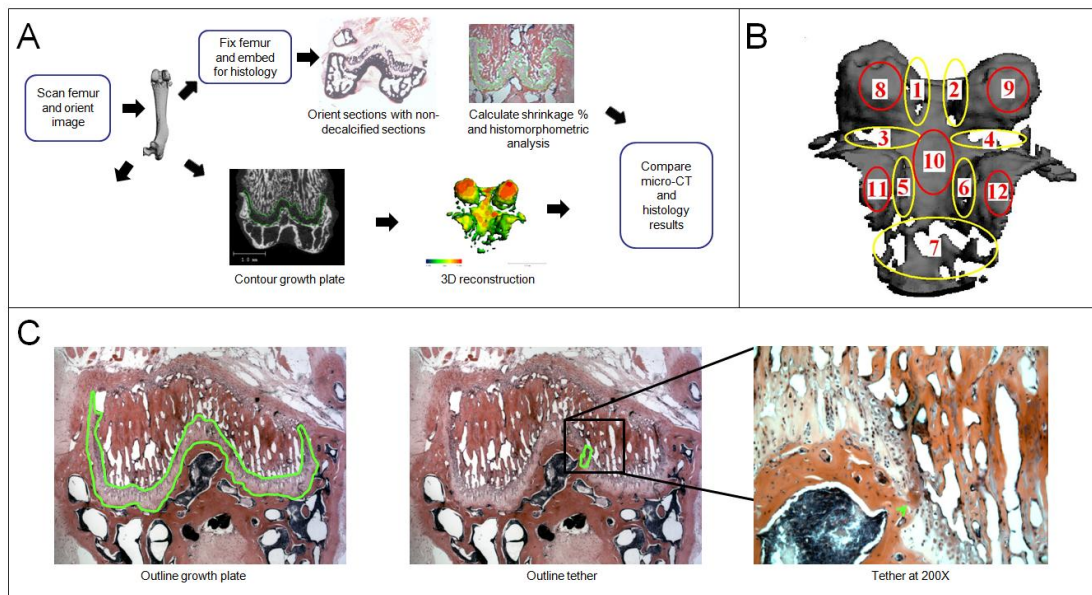 A
Scan femur
and orient
image
Fix femur
and embed
for histology
Orient sections with non-
decalcified sections
Calculate shrinkage %
and histomorphometric
analysis
Contour growth plate
3D reconstruction
Compare
micro-CT
and
histology
results
B
8 1 2 9
3 4
10
11 5 6 12
7
C
Outline growth plate
Outline tether
Tether at 200X